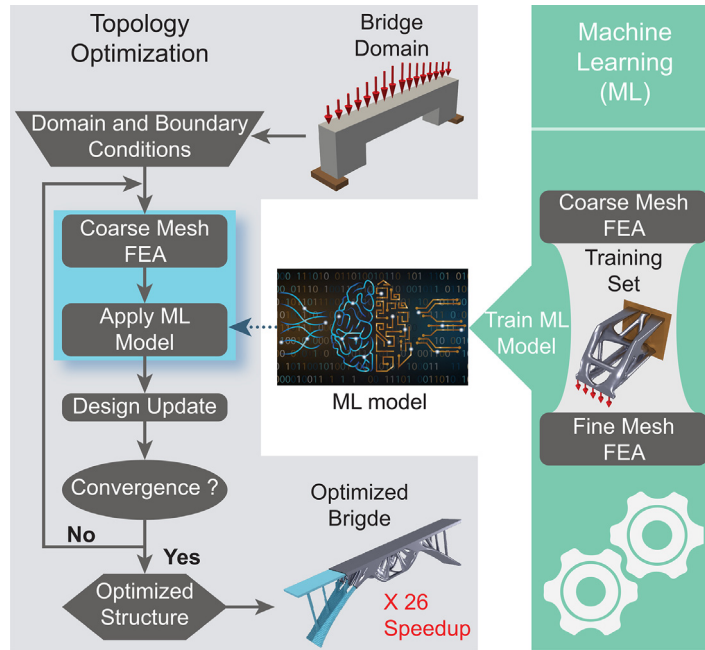 Topology
Optimization
Bridge
Domain
Domain and Boundary
Conditions
Coarse Mesh
FEA
Apply ML
Model
Design Update
Convergence ?
No
Yes
Optimized
Structure
Optimized
Brigde
X 26
Speedup
ML model
Machine
Learning
(ML)
Coarse Mesh
FEA
Training
Set
Train ML
Model
Fine Mesh
FEA